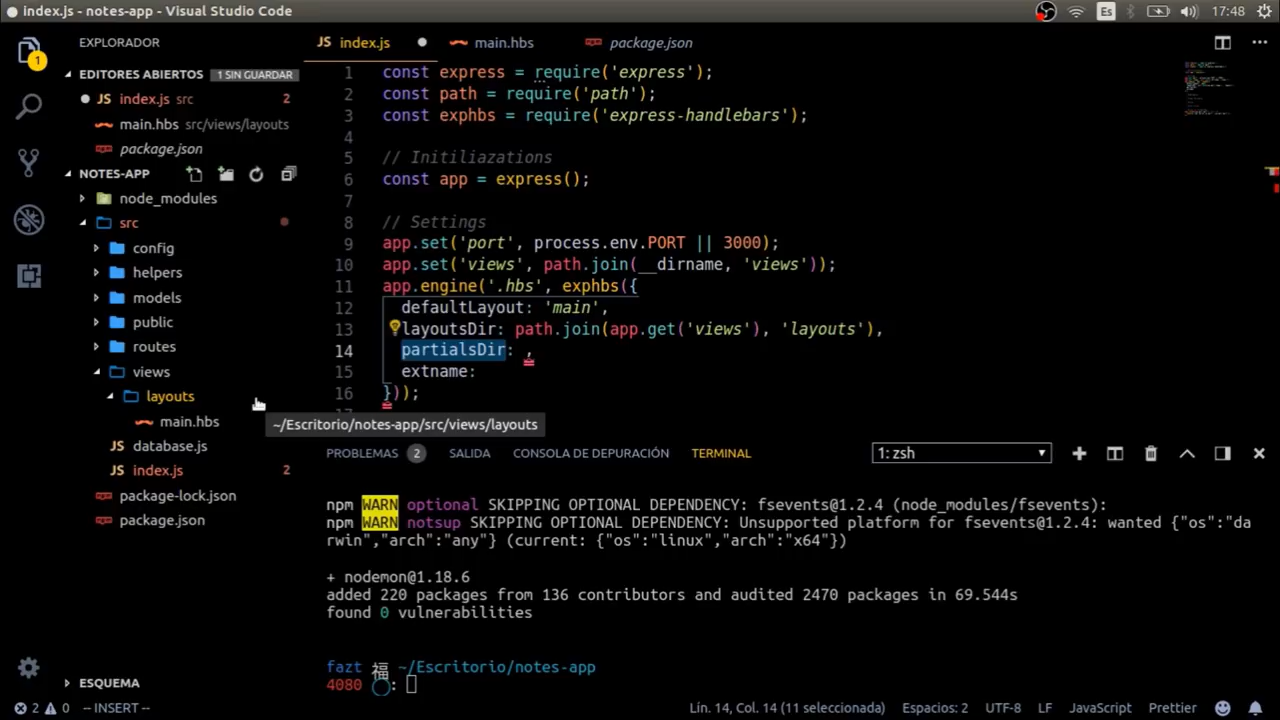 index.js - notes-app - Visual Studio Code
Es
17:48
EXPLORADOR
1
EDITORES ABIERTOS 1 SIN GUARDAR
JS index.js src 2
main.hbs src/views/layouts
package.json
NOTES-APP
node_modules
src
config
helpers
models
public
routes
views
layouts
main.hbs
JS database.js
JS index.js 2
package-lock.json
package.json
ESQUEMA
JS index.js
main.hbs
package.json
1 const express = require('express');
2 const path = require('path');
3 const exphbs = require('express-handlebars');
4
5 // Initiliazations
6 const app = express();
7
8 // Settings
9 app.set('port', process.env.PORT || 3000);
10 app.set('views', path.join(__dirname, 'views'));
11 app.engine('.hbs', exphbs({
12 defaultLayout: 'main',
13 layoutsDir: path.join(app.get('views'), 'layouts'),
14 partialsDir: ,
15 extname:
16 }));
17
~/Escritorio/notes-app/src/views/layouts
PROBLEMAS 2 SALIDA CONSOLA DE DEPURACIÓN TERMINAL 1: zsh
npm WARN optional SKIPPING OPTIONAL DEPENDENCY: fsevents@1.2.4 (node_modules/fsevents):
npm WARN notsup SKIPPING OPTIONAL DEPENDENCY: Unsupported platform for fsevents@1.2.4: wanted {"os":"da
rwin","arch":"any"} (current: {"os":"linux","arch":"x64"})
+ nodemon@1.18.6
added 220 packages from 136 contributors and audited 2470 packages in 69.544s
found 0 vulnerabilities
fazt 福 ~/Escritorio/notes-app
4080 :
2 0 -- INSERT -- Lín. 14, Col. 14 (11 seleccionada) Espacios: 2 UTF-8 LF JavaScript Prettier